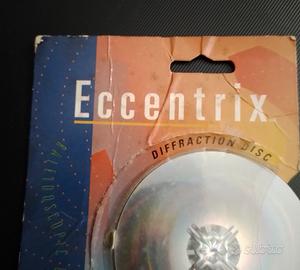 Eccentrix
DIFFRACTION DISC
subito